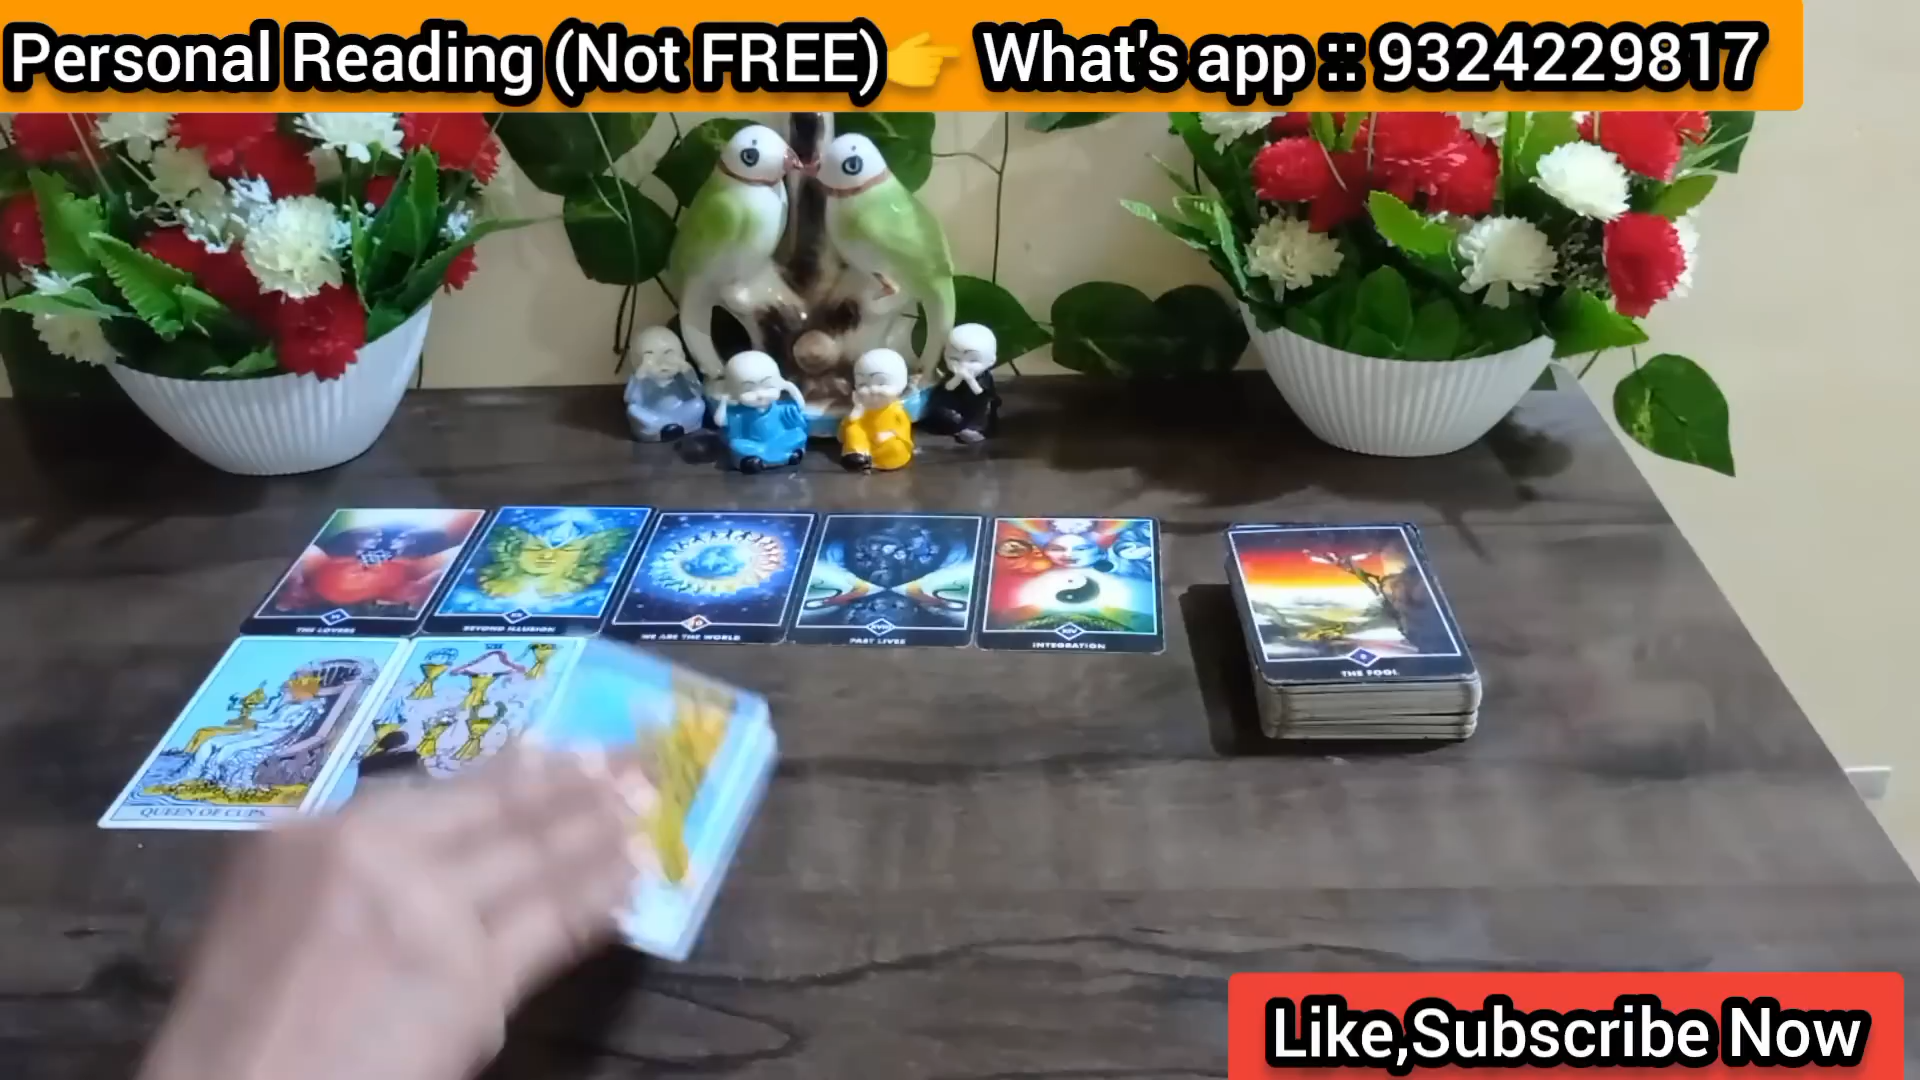 Personal Reading (Not FREE)👉 What's app :: 9324229817
THE LOVERS
BEYOND ILLUSION
WE ARE THE WORLD
PAST LIVES
INTEGRATION
THE FOOL
QUEEN OF CUPS
Like,Subscribe Now